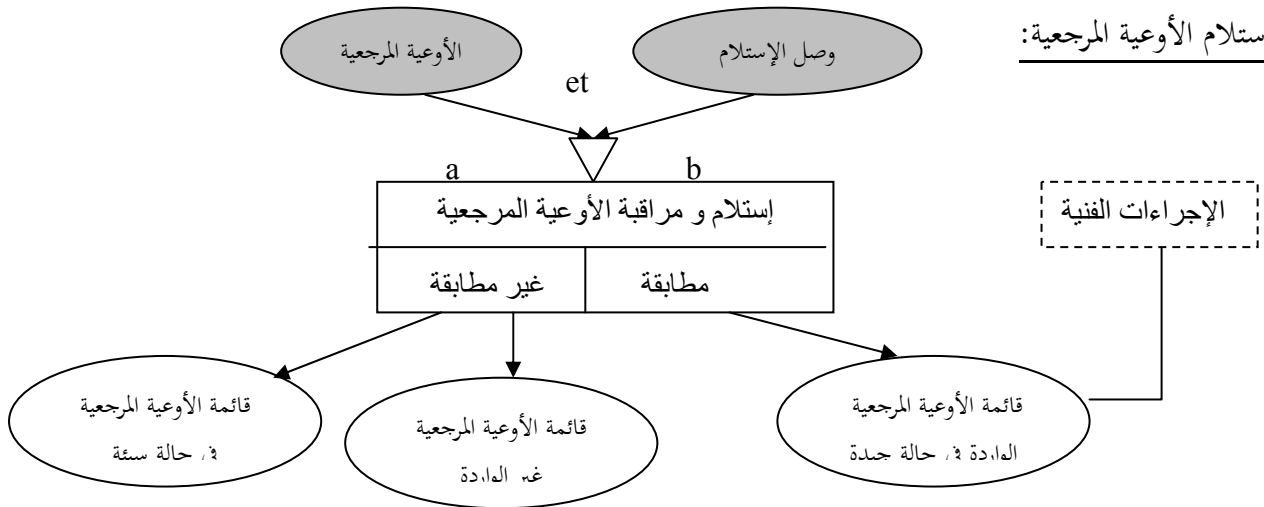 ستلام الأوعية المرجعية:
وصل الإستلام
الأوعية المرجعية
et
a
b
إستلام و مراقبة الأوعية المرجعية
الإجراءات الفنية
مطابقة
غير مطابقة
قائمة الأوعية المرجعية
الواردة في حالة جيدة
قائمة الأوعية المرجعية
غير الواردة
قائمة الأوعية المرجعية
في حالة سيئة